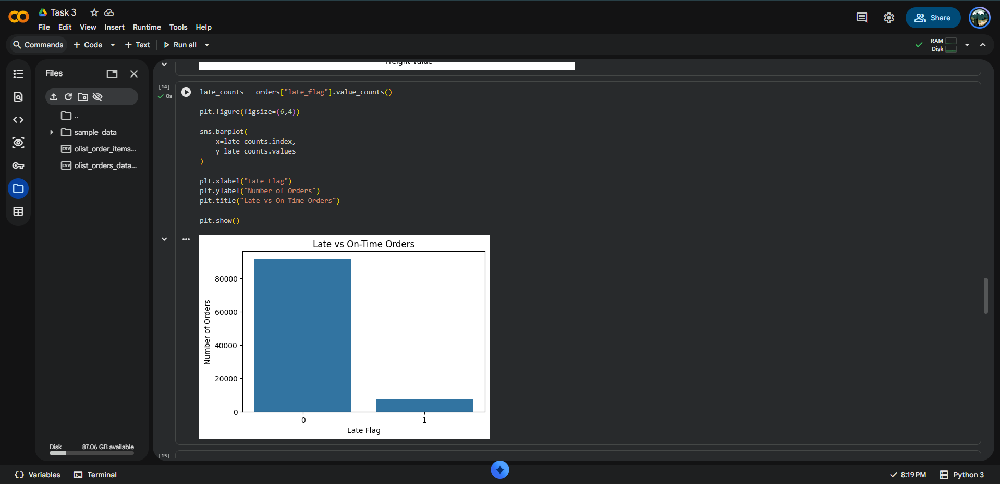 Task 3
File Edit View Insert Runtime Tools Help
Share
Commands + Code + Text Run all
RAM
Disk
Files
..
sample_data
olist_order_items...
olist_orders_data...
Disk 87.06 GB available
Freight Value
[14]
0s
late_counts = orders["late_flag"].value_counts()
plt.figure(figsize=(6,4))
sns.barplot(
x=late_counts.index,
y=late_counts.values
)
plt.xlabel("Late Flag")
plt.ylabel("Number of Orders")
plt.title("Late vs On-Time Orders")
plt.show()
Late vs On-Time Orders
80000
60000
40000
20000
0
Number of Orders
0 1
Late Flag
[15]
Variables Terminal
8:19 PM Python 3